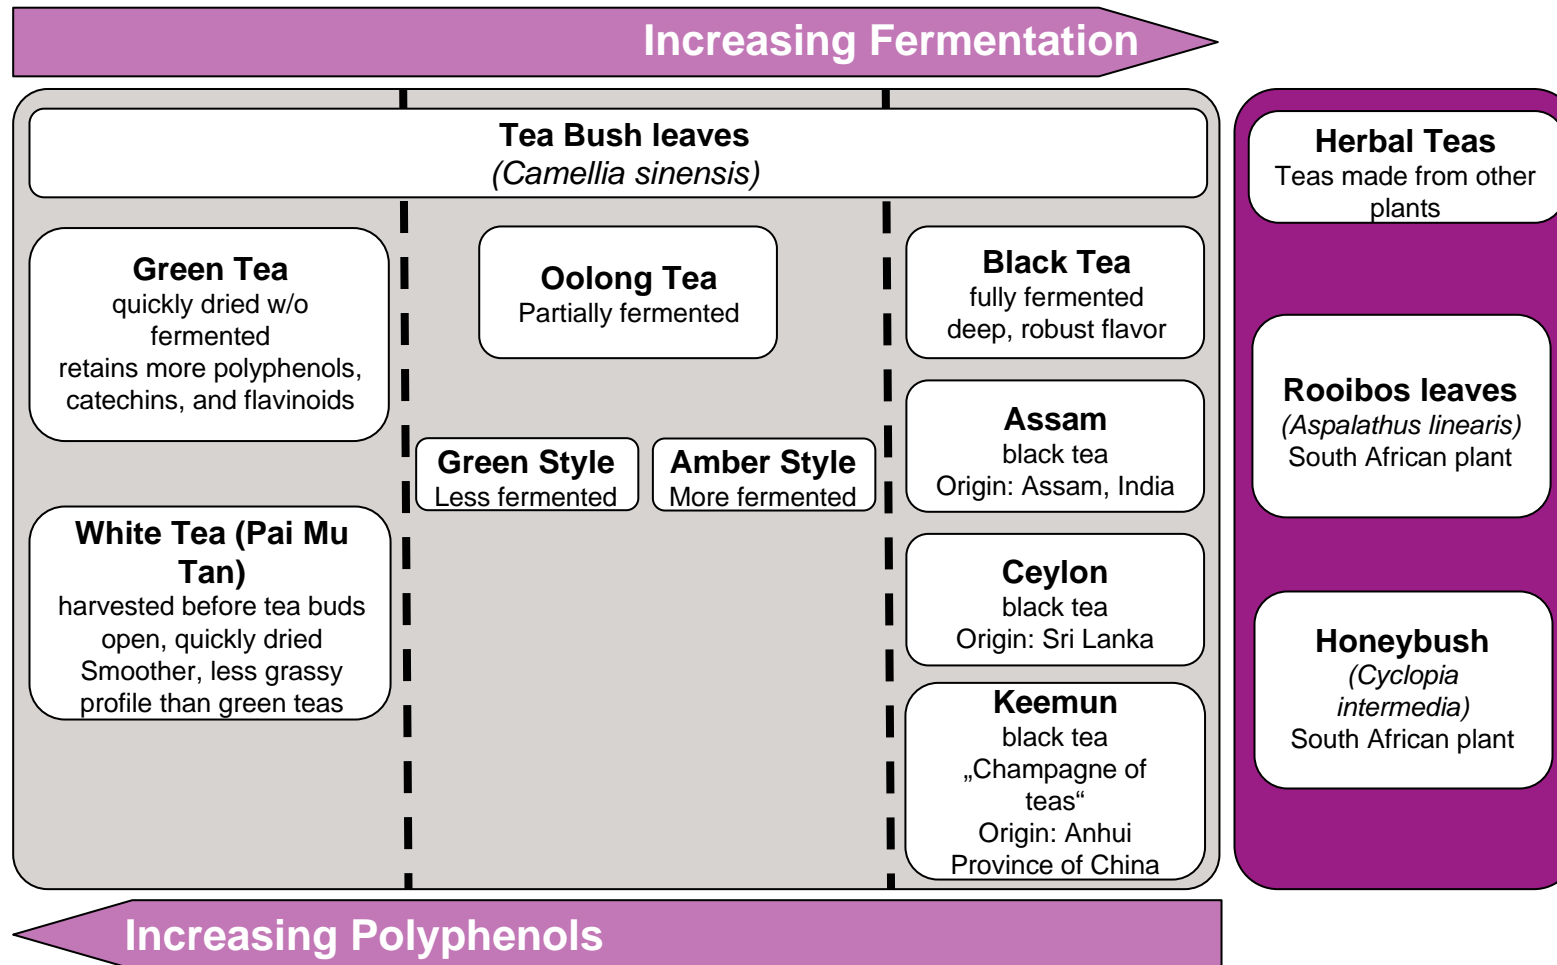 Increasing Fermentation
Tea Bush leaves
(Camellia sinensis)
Green Tea
quickly dried w/o
fermented
retains more polyphenols,
catechins, and flavinoids
White Tea (Pai Mu
Tan)
harvested before tea buds
open, quickly dried
Smoother, less grassy
profile than green teas
Oolong Tea
Partially fermented
Green Style
Less fermented
Amber Style
More fermented
Black Tea
fully fermented
deep, robust flavor
Assam
black tea
Origin: Assam, India
Ceylon
black tea
Origin: Sri Lanka
Keemun
black tea
„Champagne of
teas“
Origin: Anhui
Province of China
Herbal Teas
Teas made from other
plants
Rooibos leaves
(Aspalathus linearis)
South African plant
Honeybush
(Cyclopia
intermedia)
South African plant
Increasing Polyphenols